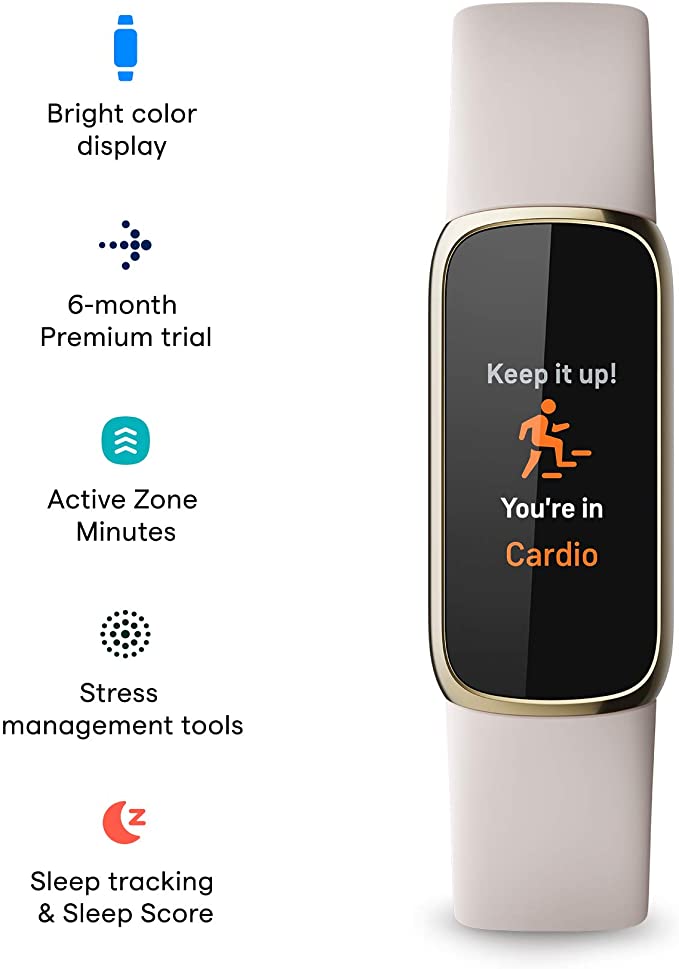 Bright color
display
6-month
Premium trial
Active Zone
Minutes
Stress
management tools
Sleep tracking
& Sleep Score
Keep it up!
You're in
Cardio